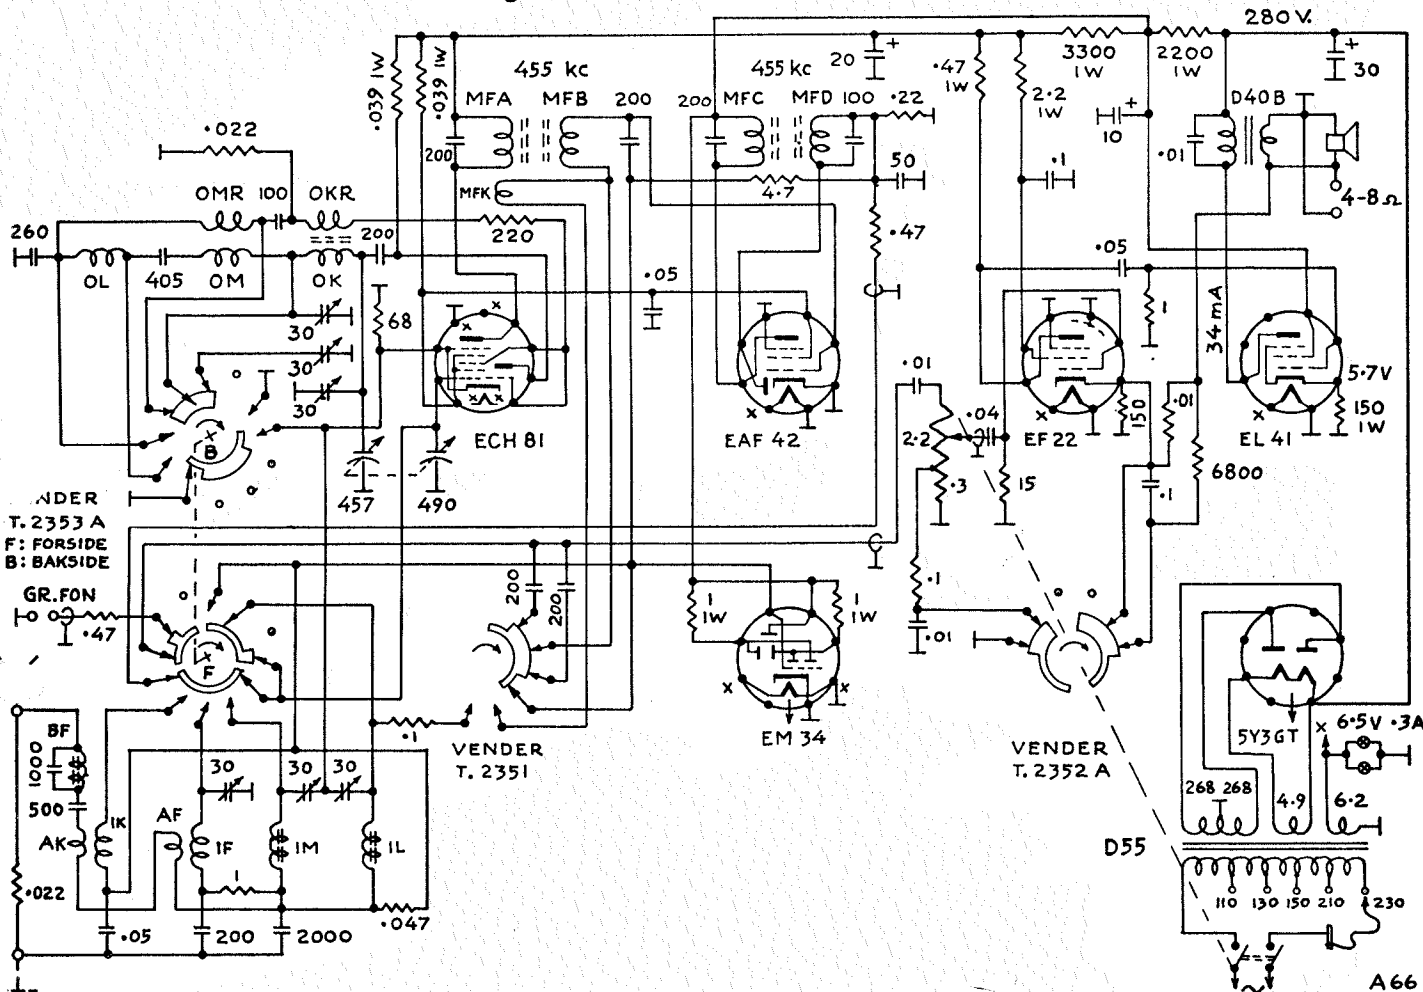 280 V.
.039 1W
.039 1W
455 kc
455 kc
20 +
.47 1W
3300 1W
2200 1W
+ 30
MFA MFB 200
200 MFC MFD 100 .22
2.2 1W
+ 10
D40B
.022
200
.1
.01
50
OMR 100 OKR
MFK
4.7
4-8 Ω
260
200
220
.47
405
OL
OM
OK
.05
.05
30
68
x
1
34mA
30
.01
5.7V
30
x
x x
x
150
x
.01
150 1W
B
x
ECH 81
EAF 42
2.2
.04
EF 22
EL 41
NDER
T. 2353 A
457
490
.3
15
.1
6800
F: FORSIDE
B: BAKSIDE
GR.FON
200
200
1 1W
1 1W
.1
.47
.01
x
F
x
x
BF
.1
EM 34
5Y3GT
x 6.5V .3A
1000
VENDER
T. 2351
VENDER
T. 2352 A
30
30
30
500
268 268
4.9
6.2
AK
1K
AF
1F
1M
1L
D55
.022
1
.047
110 130 150 210 230
.05
200
2000
A66